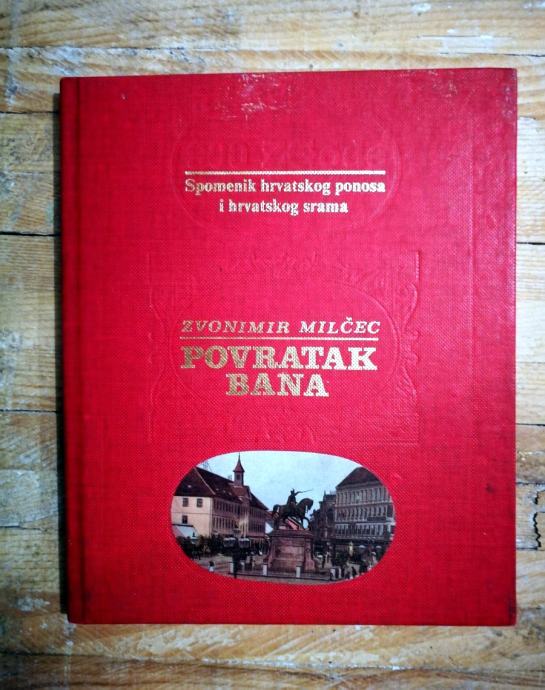 Spomenik hrvatskog ponosa
i hrvatskog srama
ZVONIMIR MILČEC
POVRATAK
BANA